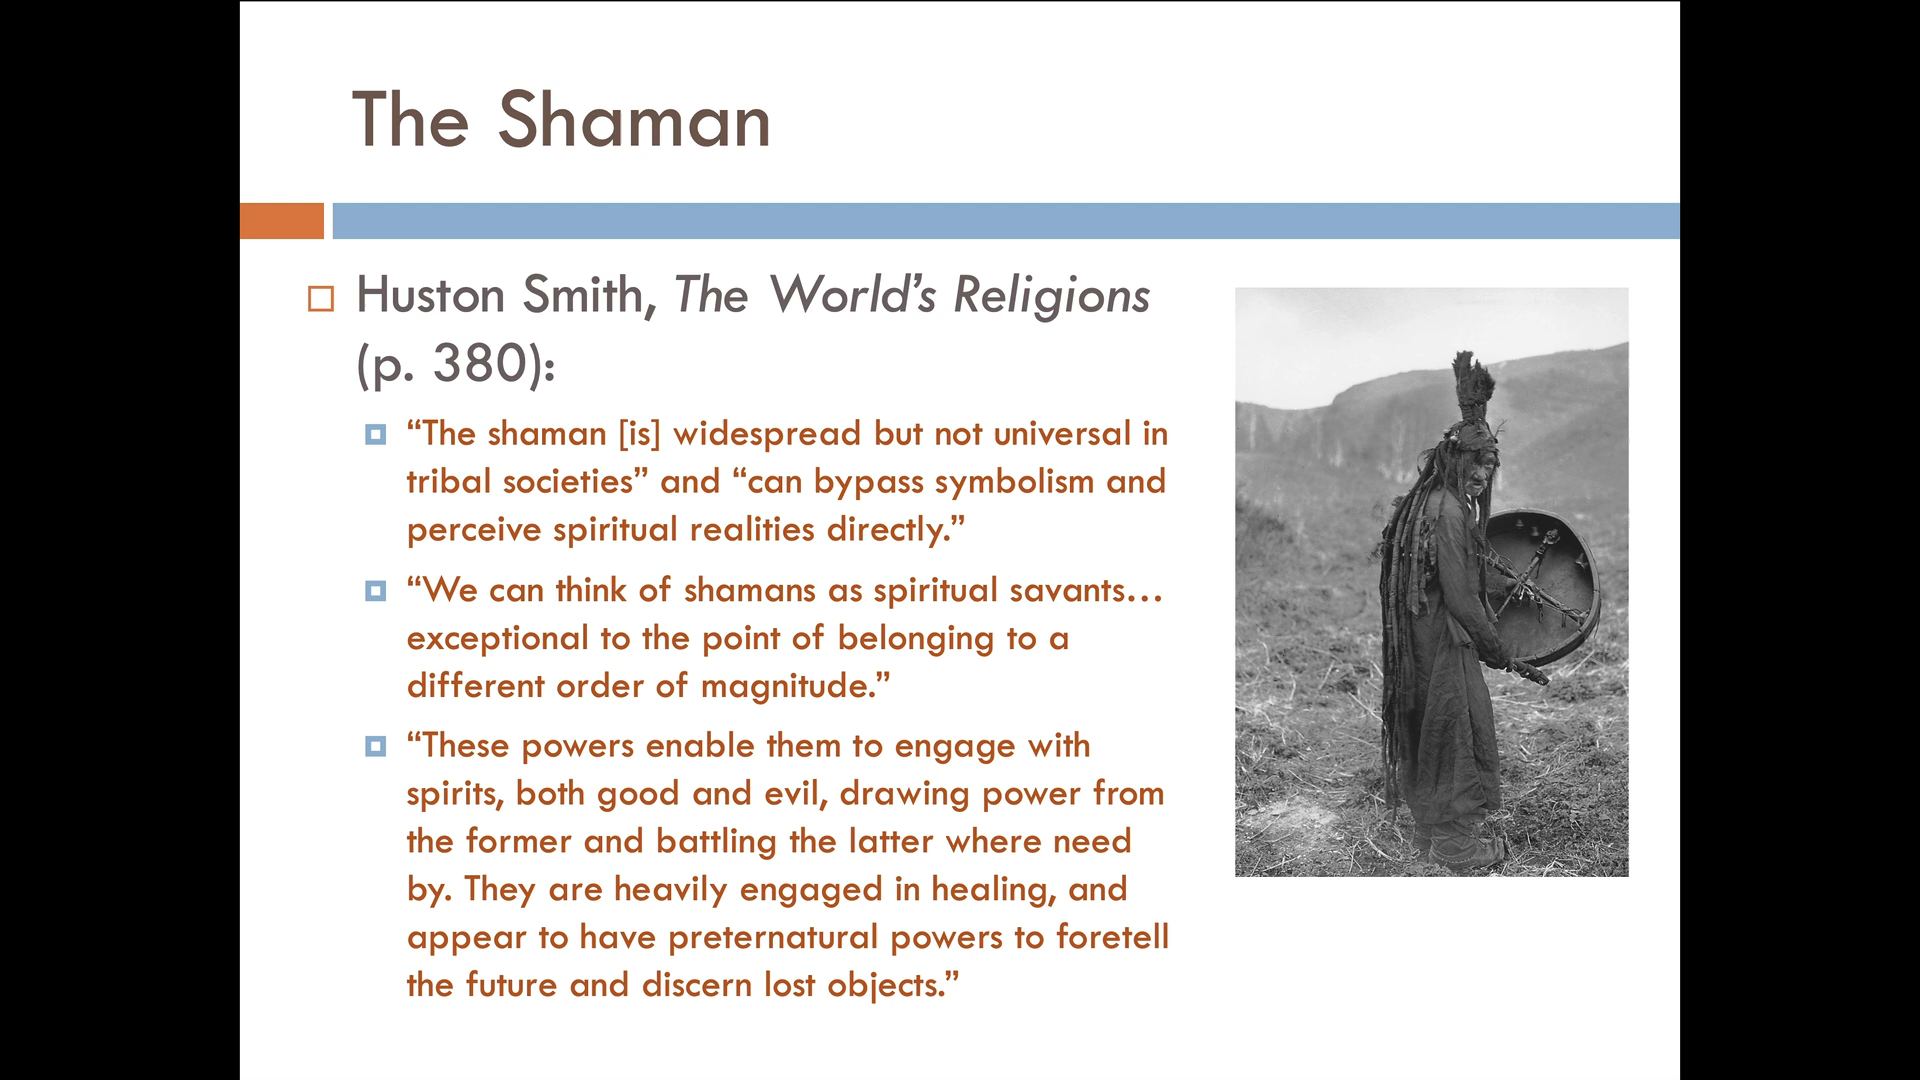 The Shaman
Huston Smith, The World’s Religions
(p. 380):
“The shaman [is] widespread but not universal in
tribal societies” and “can bypass symbolism and
perceive spiritual realities directly.”
“We can think of shamans as spiritual savants…
exceptional to the point of belonging to a
different order of magnitude.”
“These powers enable them to engage with
spirits, both good and evil, drawing power from
the former and battling the latter where need
by. They are heavily engaged in healing, and
appear to have preternatural powers to foretell
the future and discern lost objects.”